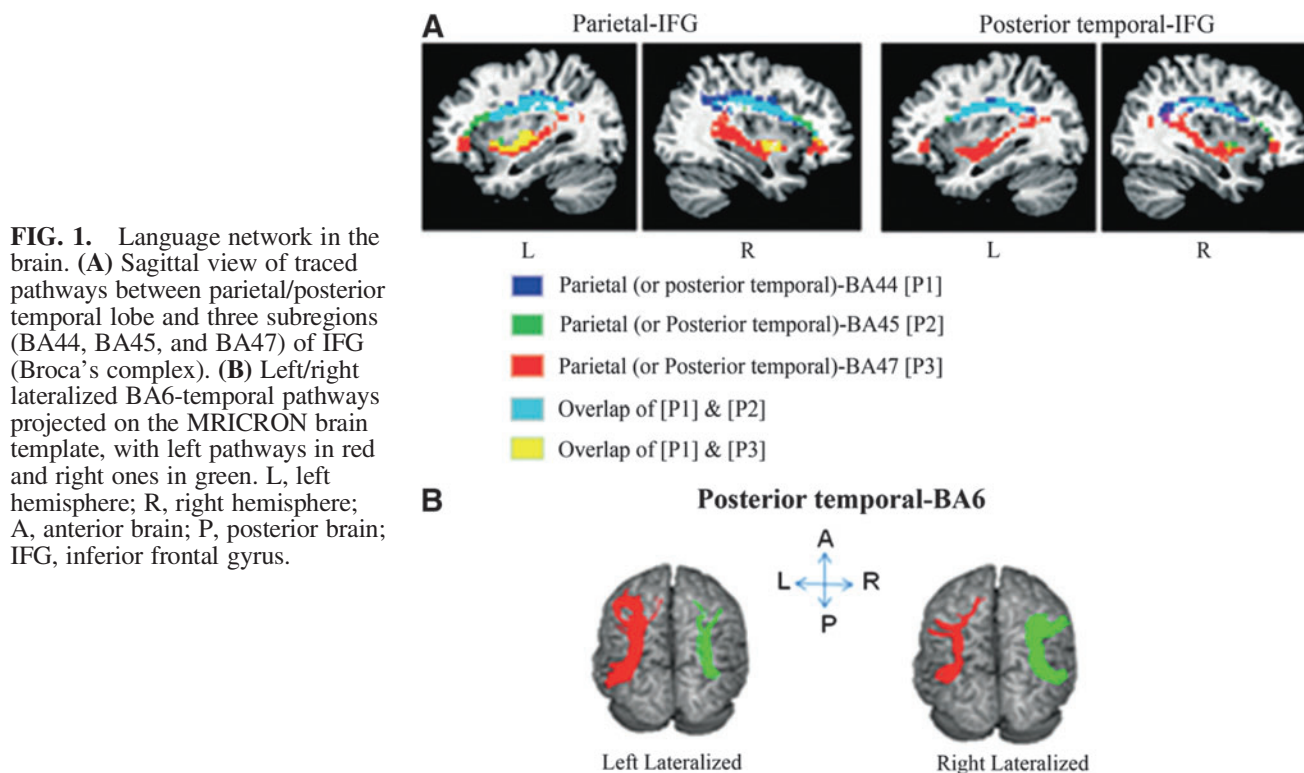 FIG. 1. Language network in the
brain. (A) Sagittal view of traced
pathways between parietal/posterior
temporal lobe and three subregions
(BA44, BA45, and BA47) of IFG
(Broca's complex). (B) Left/right
lateralized BA6-temporal pathways
projected on the MRICRON brain
template, with left pathways in red
and right ones in green. L, left
hemisphere; R, right hemisphere;
A, anterior brain; P, posterior brain;
IFG, inferior frontal gyrus.
A
Parietal-IFG
Posterior temporal-IFG
L
R
L
R
Parietal (or posterior temporal)-BA44 [P1]
Parietal (or Posterior temporal)-BA45 [P2]
Parietal (or Posterior temporal)-BA47 [P3]
Overlap of [P1] & [P2]
Overlap of [P1] & [P3]
B
Posterior temporal-BA6
A
L
R
P
Left Lateralized
Right Lateralized